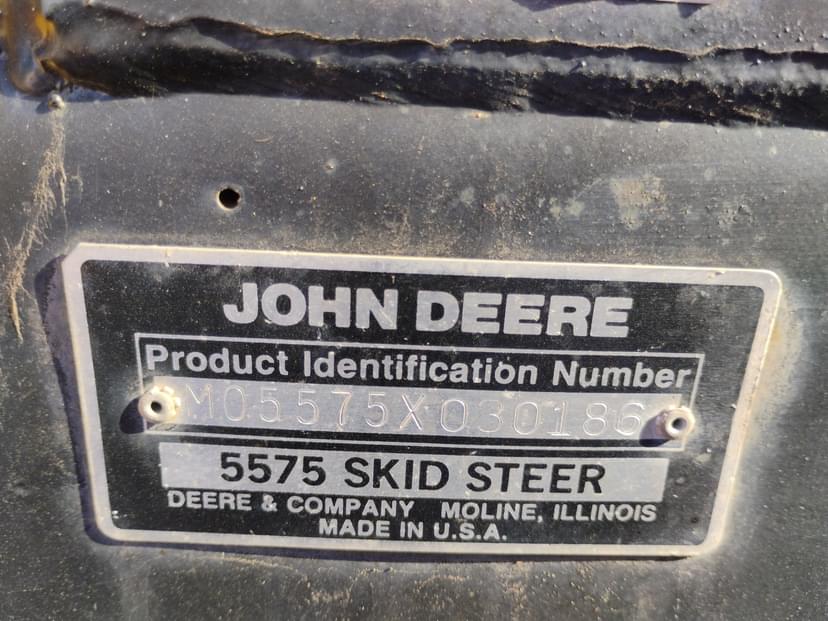 JOHN DEERE
Product Identification Number
M05575X030186
5575 SKID STEER
DEERE & COMPANY MOLINE, ILLINOIS
MADE IN U.S.A.